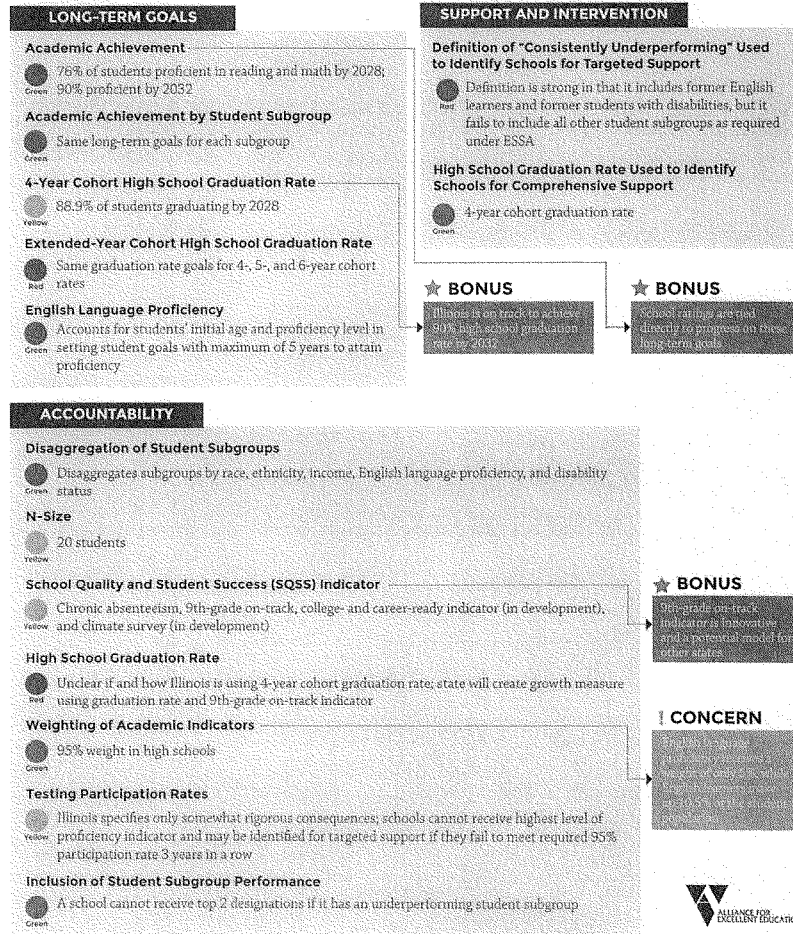 LONG-TERM GOALS
Academic Achievement
Green
76% of students proficient in reading and math by 2028;
90% proficient by 2032
Academic Achievement by Student Subgroup
Green
Same long-term goals for each subgroup
4-Year Cohort High School Graduation Rate
Yellow
88.9% of students graduating by 2028
Extended-Year Cohort High School Graduation Rate
Red
Same graduation rate goals for 4-, 5-, and 6-year cohort
rates
English Language Proficiency
Green
Accounts for students' initial age and proficiency level in
setting student goals with maximum of 5 years to attain
proficiency
SUPPORT AND INTERVENTION
Definition of "Consistently Underperforming" Used
to Identify Schools for Targeted Support
Red
Definition is strong in that it includes former English
learners and former students with disabilities, but it
fails to include all other student subgroups as required
under ESSA
High School Graduation Rate Used to Identify
Schools for Comprehensive Support
Green
4-year cohort graduation rate
BONUS
Illinois is on track to achieve
90% high school graduation
rate by 2032
BONUS
School ratings are tied
directly to progress on these
long-term goals
ACCOUNTABILITY
Disaggregation of Student Subgroups
Green
Disaggregates subgroups by race, ethnicity, income, English language proficiency, and disability
status
N-Size
Yellow
20 students
School Quality and Student Success (SQSS) Indicator
Yellow
Chronic absenteeism, 9th-grade on-track, college- and career-ready indicator (in development),
and climate survey (in development)
High School Graduation Rate
Red
Unclear if and how Illinois is using 4-year cohort graduation rate; state will create growth measure
using graduation rate and 9th-grade on-track indicator
Weighting of Academic Indicators
Green
95% weight in high schools
Testing Participation Rates
Yellow
Illinois specifies only somewhat rigorous consequences; schools cannot receive highest level of
proficiency indicator and may be identified for targeted support if they fail to meet required 95%
participation rate 3 years in a row
Inclusion of Student Subgroup Performance
Green
A school cannot receive top 2 designations if it has an underperforming student subgroup
BONUS
9th-grade on-track
indicator is innovative
and a potential model for
other states
! CONCERN
ALLIANCE FOR
EXCELLENT EDUCATIO